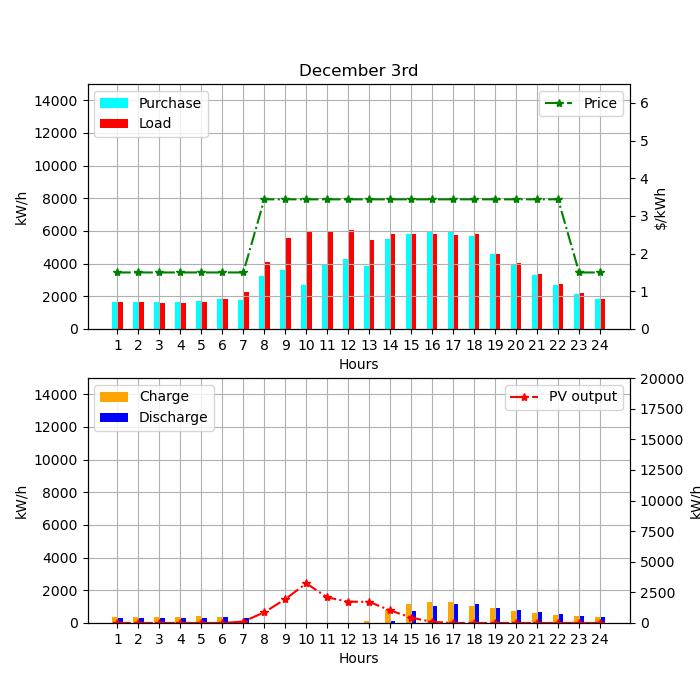 December 3rd
Purchase
Load
Price
14000
12000
10000
8000
6000
4000
2000
0
kW/h
6
5
4
3
2
1
0
$/kWh
1 2 3 4 5 6 7 8 9 10 11 12 13 14 15 16 17 18 19 20 21 22 23 24
Hours
Charge
Discharge
PV output
14000
12000
10000
8000
6000
4000
2000
0
kW/h
20000
17500
15000
12500
10000
7500
5000
2500
0
kW/h
1 2 3 4 5 6 7 8 9 10 11 12 13 14 15 16 17 18 19 20 21 22 23 24
Hours